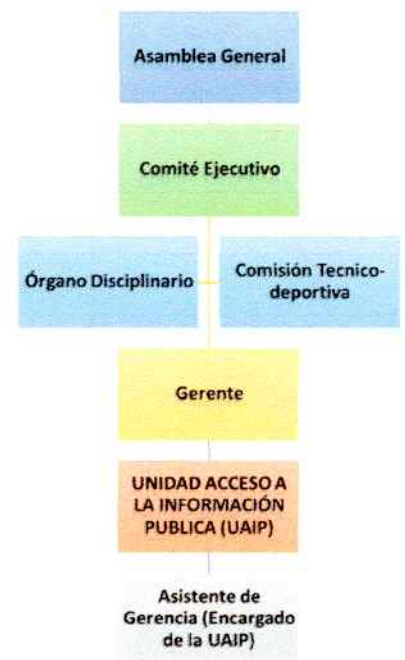 Asamblea General
Comité Ejecutivo
Órgano Disciplinario
Comisión Tecnico-
deportiva
Gerente
UNIDAD ACCESO A
LA INFORMACIÓN
PUBLICA (UAIP)
Asistente de
Gerencia (Encargado
de la UAIP)